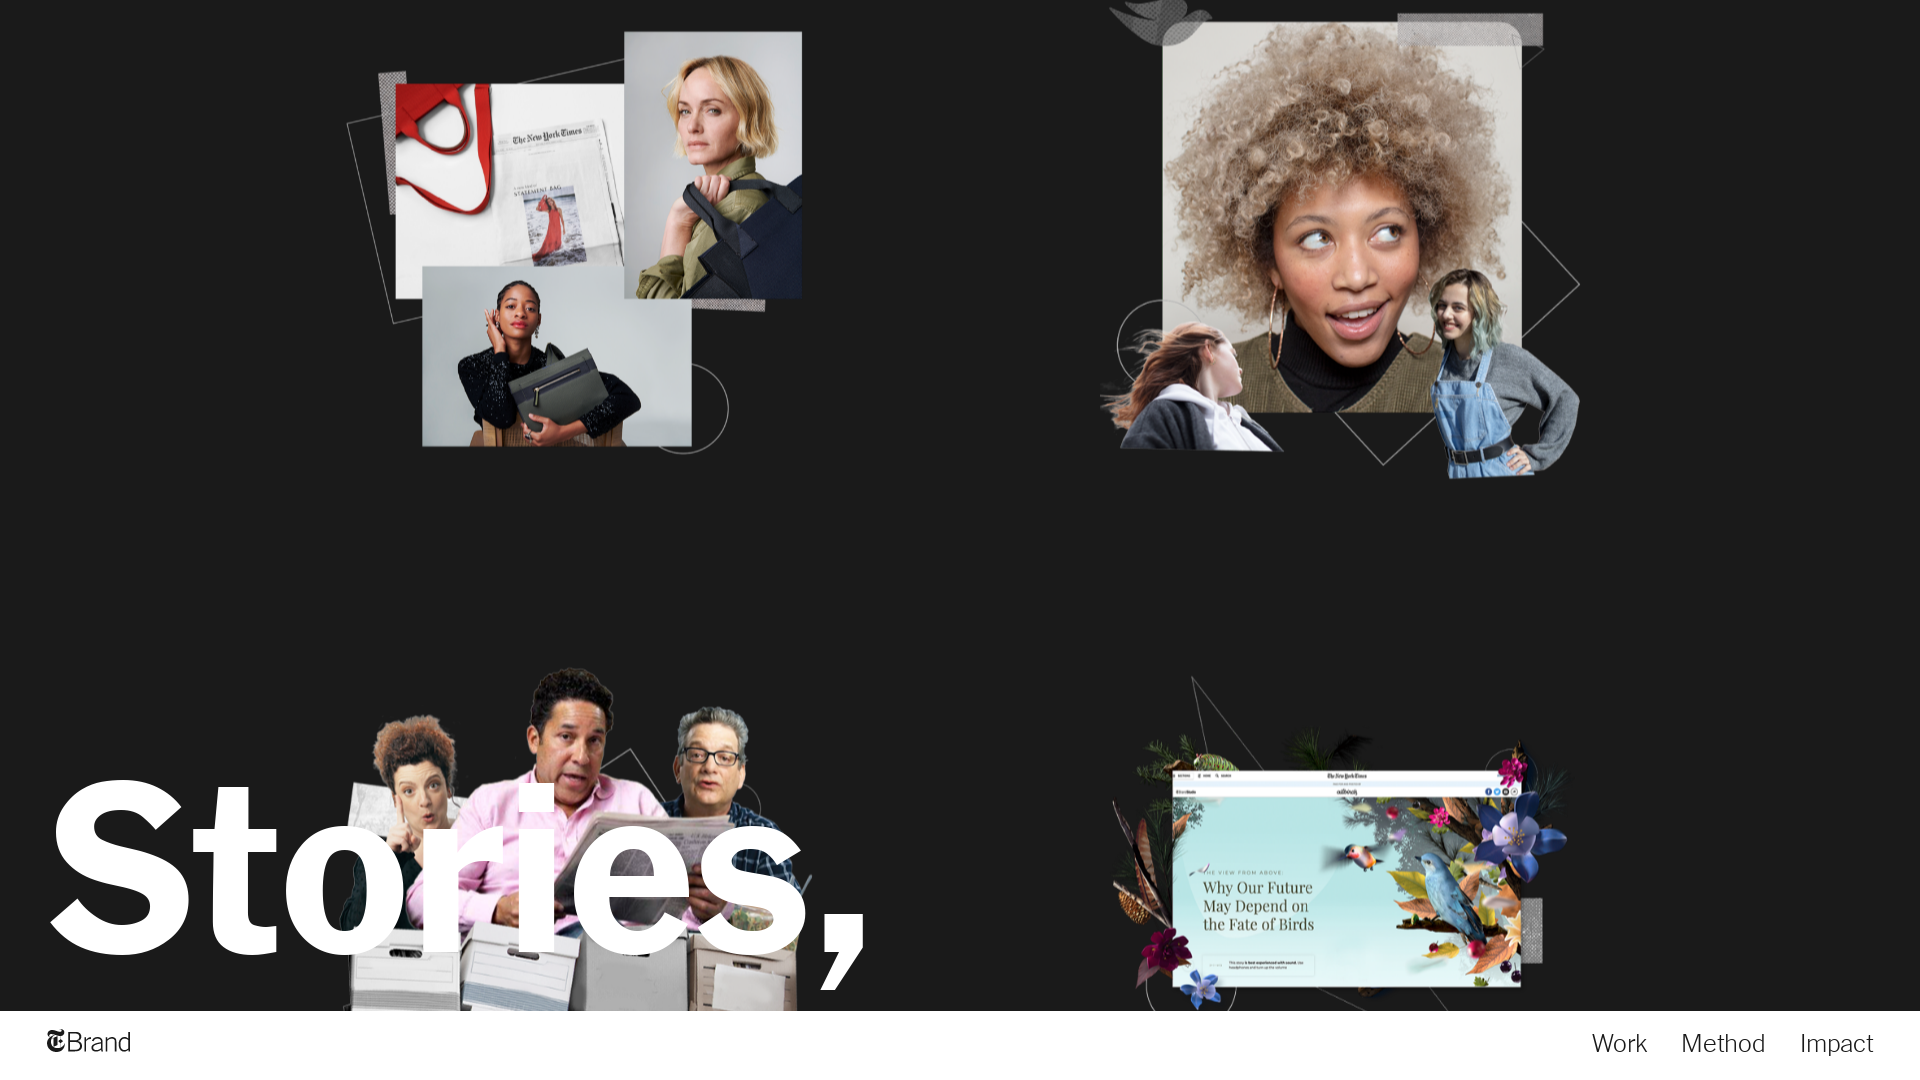 The New York Times
STATEMENT BAG
The New York Times
THE VIEW FROM ABOVE:
Why Our Future
May Depend on
the Fate of Birds
Stories,
TBrand
Work
Method
Impact